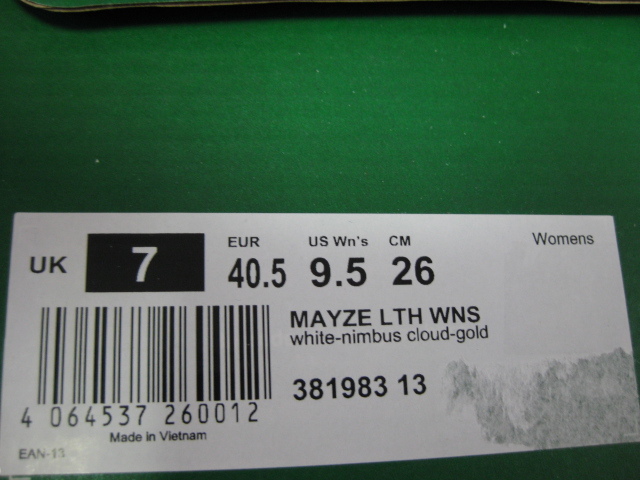 UK 7 EUR 40.5 US Wn's 9.5 CM 26 Womens
MAYZE LTH WNS
white-nimbus cloud-gold
381983 13
4 064537 260012
Made in Vietnam
EAN-13